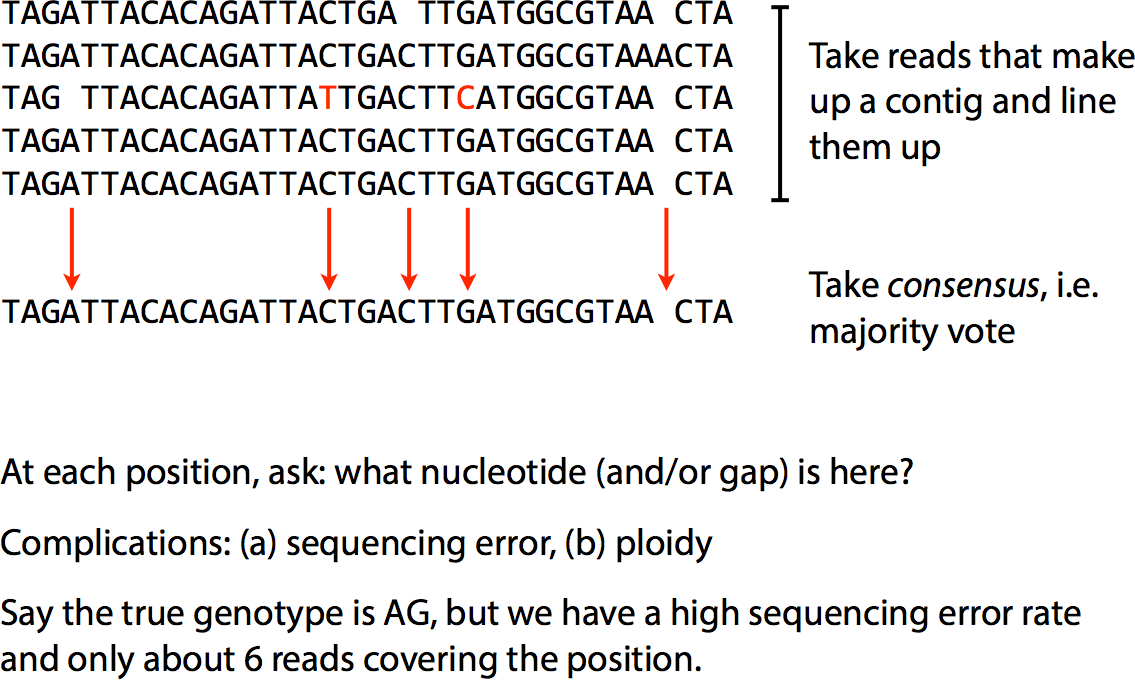 TAGATTACACAGATTACTGA TTGATGGCGTAA CTA
TAGATTACACAGATTACTGACTTGATGGCGTAAACTA
TAG TTACACAGATTATTGACTTCATGGCGTAA CTA
TAGATTACACAGATTACTGACTTGATGGCGTAA CTA
TAGATTACACAGATTACTGACTTGATGGCGTAA CTA
Take reads that make
up a contig and line
them up
TAGATTACACAGATTACTGACTTGATGGCGTAA CTA
Take consensus, i.e.
majority vote
At each position, ask: what nucleotide (and/or gap) is here?
Complications: (a) sequencing error, (b) ploidy
Say the true genotype is AG, but we have a high sequencing error rate
and only about 6 reads covering the position.